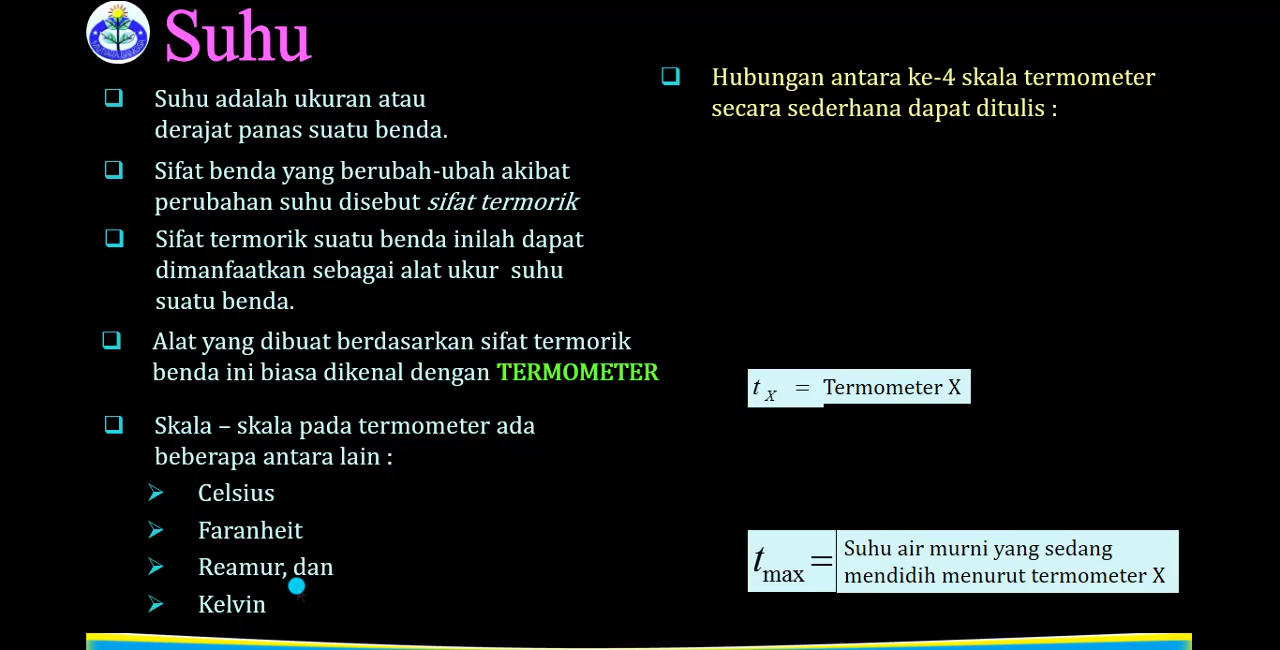 Suhu
Suhu adalah ukuran atau
derajat panas suatu benda.
Sifat benda yang berubah-ubah akibat
perubahan suhu disebut sifat termorik
Sifat termorik suatu benda inilah dapat
dimanfaatkan sebagai alat ukur suhu
suatu benda.
Alat yang dibuat berdasarkan sifat termorik
benda ini biasa dikenal dengan TERMOMETER
Skala – skala pada termometer ada
beberapa antara lain :
Celsius
Faranheit
Reamur, dan
Kelvin
Hubungan antara ke-4 skala termometer
secara sederhana dapat ditulis :
t X = Termometer X
t max = Suhu air murni yang sedang
mendidih menurut termometer X